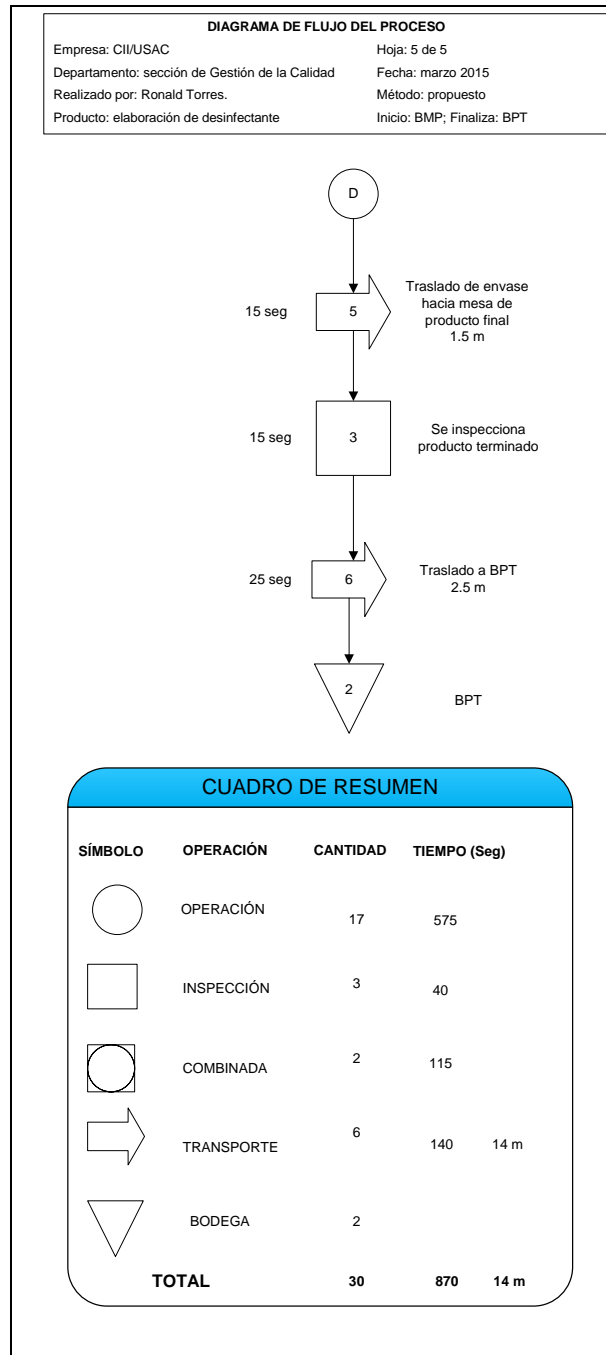 DIAGRAMA DE FLUJO DEL PROCESO
Empresa: CII/USAC Hoja: 5 de 5
Departamento: sección de Gestión de la Calidad Fecha: marzo 2015
Realizado por: Ronald Torres. Método: propuesto
Producto: elaboración de desinfectante Inicio: BMP; Finaliza: BPT
D
15 seg
5
Traslado de envase
hacia mesa de
producto final
1.5 m
15 seg
3
Se inspecciona
producto terminado
25 seg
6
Traslado a BPT
2.5 m
2
BPT
CUADRO DE RESUMEN
SÍMBOLO OPERACIÓN CANTIDAD TIEMPO (Seg)
OPERACIÓN 17 575
INSPECCIÓN 3 40
COMBINADA 2 115
TRANSPORTE 6 140 14 m
BODEGA 2
TOTAL 30 870 14 m